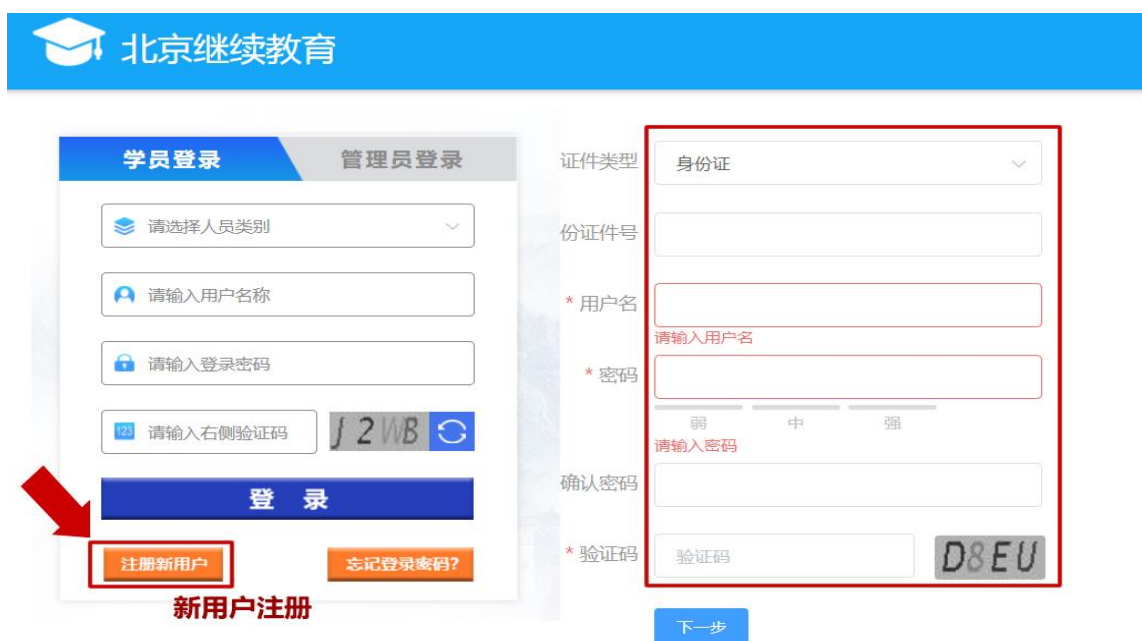 北京继续教育
学员登录
管理员登录
请选择人员类别
请输入用户名称
请输入登录密码
请输入右侧验证码
J2WB
登 录
注册新用户
忘记登录密码?
新用户注册
证件类型
身份证
份证件号
* 用户名
请输入用户名
* 密码
弱 中 强
请输入密码
确认密码
* 验证码
验证码
D8EU
下一步